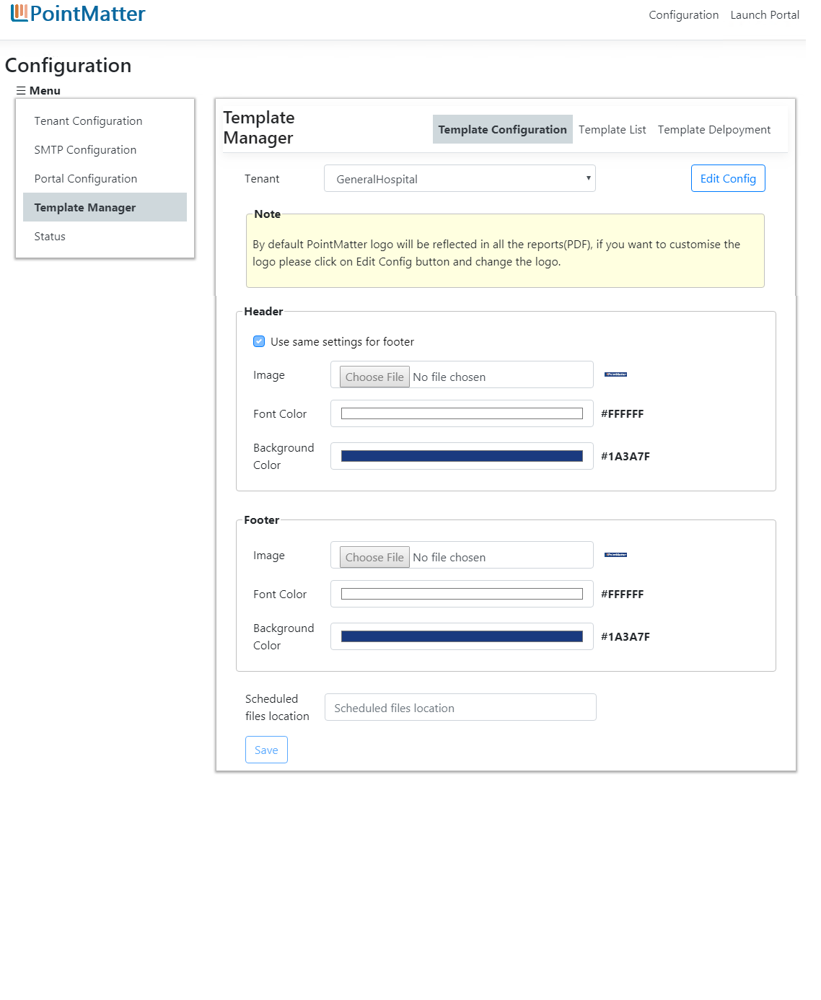 PointMatter
Configuration Launch Portal
Configuration
☰ Menu
Tenant Configuration
SMTP Configuration
Portal Configuration
Template Manager
Status
Template
Manager
Template Configuration Template List Template Delpoyment
Tenant GeneralHospital Edit Config
Note
By default PointMatter logo will be reflected in all the reports(PDF), if you want to customise the
logo please click on Edit Config button and change the logo.
Header
Use same settings for footer
Image Choose File No file chosen PointMatter
Font Color #FFFFFF
Background
Color #1A3A7F
Footer
Image Choose File No file chosen PointMatter
Font Color #FFFFFF
Background
Color #1A3A7F
Scheduled
files location Scheduled files location
Save